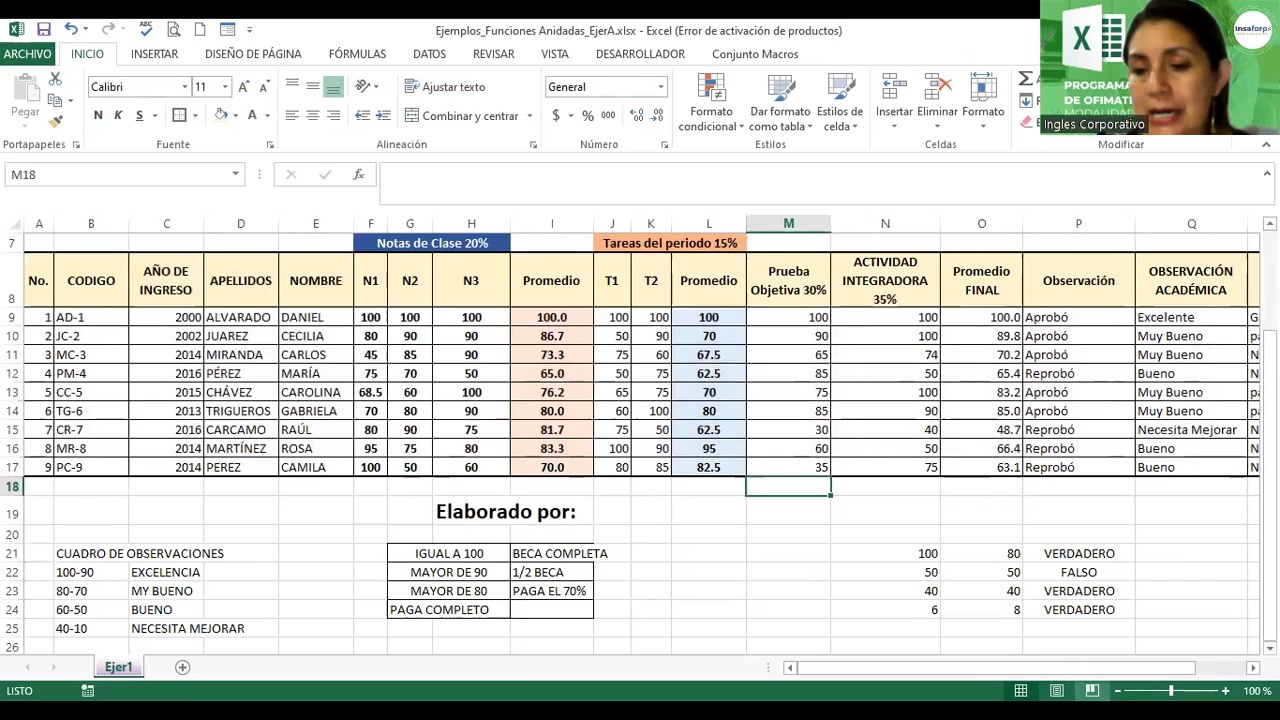 Ejemplos_Funciones Anidadas_EjerA.xlsx - Excel (Error de activación de productos)
insaforp
ARCHIVO INICIO INSERTAR DISEÑO DE PÁGINA FÓRMULAS DATOS REVISAR VISTA DESARROLLADOR Conjunto Macros
PROGRAMA
DE OFIMATI
MODALIDAD
Ingles Corporativo
Calibri 11 Ajustar texto General
Pegar N K S Combinar y centrar $ % 000
Formato condicional Dar formato como tabla Estilos de celda Insertar Eliminar Formato
Portapapeles Fuente Alineación Número Estilos Celdas Modificar
M18 fx
A B C D E F G H I J K L M N O P Q
7 Notas de Clase 20% Tareas del periodo 15%
8 No. CODIGO AÑO DE INGRESO APELLIDOS NOMBRE N1 N2 N3 Promedio T1 T2 Promedio Prueba Objetiva 30% ACTIVIDAD INTEGRADORA 35% Promedio FINAL Observación OBSERVACIÓN ACADÉMICA
9 1 AD-1 2000 ALVARADO DANIEL 100 100 100 100.0 100 100 100 100 100 100.0 Aprobó Excelente G
10 2 JC-2 2002 JUAREZ CECILIA 80 90 90 86.7 50 90 70 90 100 89.8 Aprobó Muy Bueno pa
11 3 MC-3 2014 MIRANDA CARLOS 45 85 90 73.3 75 60 67.5 65 74 70.2 Aprobó Muy Bueno N
12 4 PM-4 2016 PÉREZ MARÍA 75 70 50 65.0 50 75 62.5 85 50 65.4 Reprobó Bueno N
13 5 CC-5 2015 CHÁVEZ CAROLINA 68.5 60 100 76.2 65 75 70 75 100 83.2 Aprobó Muy Bueno pa
14 6 TG-6 2013 TRIGUEROS GABRIELA 70 80 90 80.0 60 100 80 85 90 85.0 Aprobó Muy Bueno pa
15 7 CR-7 2016 CARCAMO RAÚL 80 90 75 81.7 75 50 62.5 30 40 48.7 Reprobó Necesita Mejorar N
16 8 MR-8 2014 MARTÍNEZ ROSA 95 75 80 83.3 100 90 95 60 50 66.4 Reprobó Bueno N
17 9 PC-9 2014 PEREZ CAMILA 100 50 60 70.0 80 85 82.5 35 75 63.1 Reprobó Bueno N
18
19 Elaborado por:
20
21 CUADRO DE OBSERVACIONES IGUAL A 100 BECA COMPLETA 100 80 VERDADERO
22 100-90 EXCELENCIA MAYOR DE 90 1/2 BECA 50 50 FALSO
23 80-70 MY BUENO MAYOR DE 80 PAGA EL 70% 40 40 VERDADERO
24 60-50 BUENO PAGA COMPLETO 6 8 VERDADERO
25 40-10 NECESITA MEJORAR
26
Ejer1
LISTO 100 %